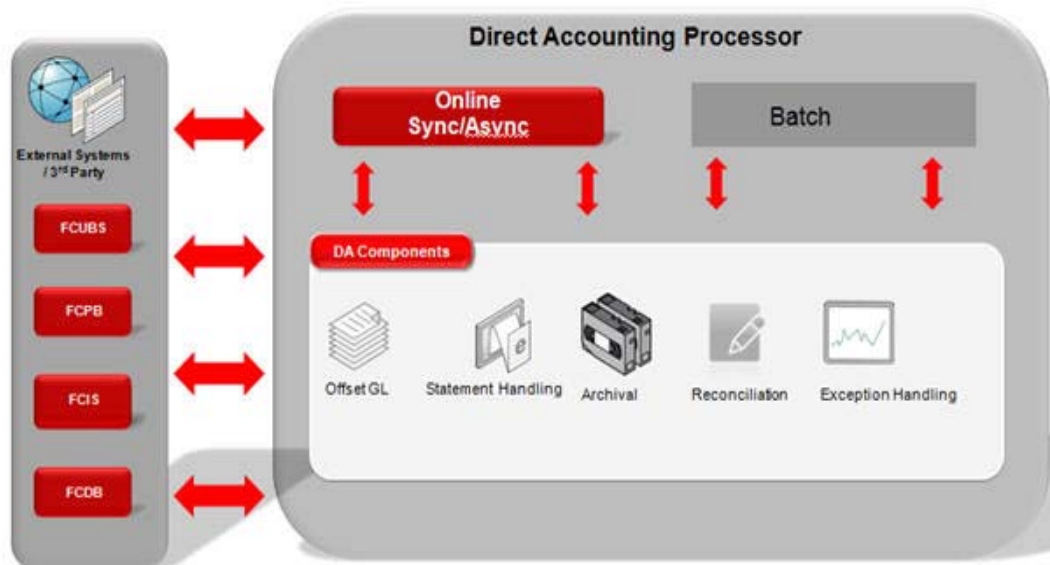 Direct Accounting Processor
Online
Sync/Async
Batch
External Systems
/ 3rd Party
FCUBS
FCPB
FCIS
FCDB
DA Components
Offset GL
Statement Handling
Archival
Reconciliation
Exception Handling
e